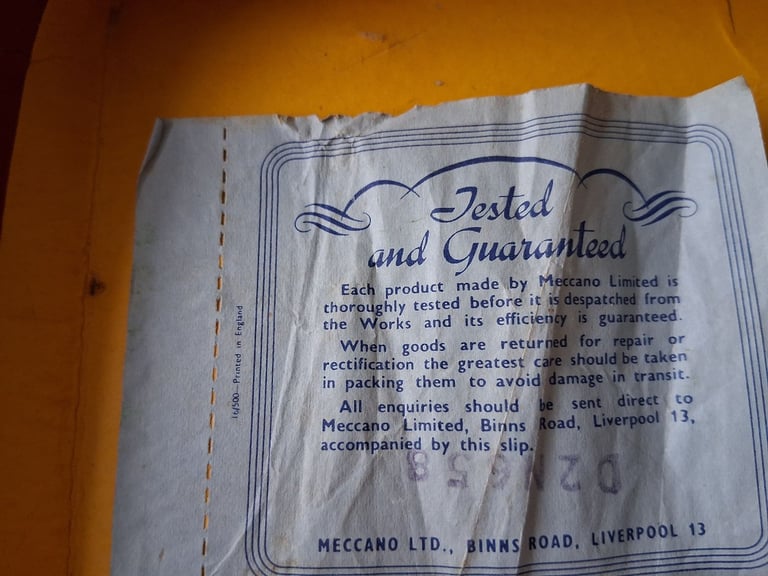 Tested
and Guaranteed
Each product made by Meccano Limited is
thoroughly tested before it is despatched from
the Works and its efficiency is guaranteed.
When goods are returned for repair or
rectification the greatest care should be taken
in packing them to avoid damage in transit.
All enquiries should be sent direct to
Meccano Limited, Binns Road, Liverpool 13,
accompanied by this slip.
MECCANO LTD., BINNS ROAD, LIVERPOOL 13
16/500—Printed in England